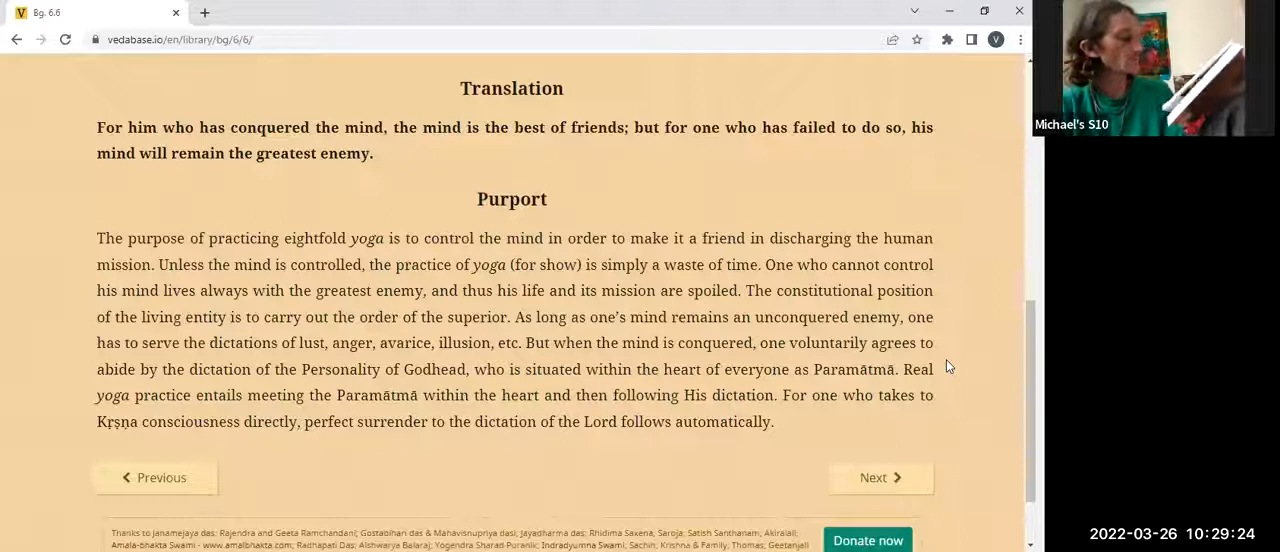 Bg. 6.6
vedabase.io/en/library/bg/6/6/
V
Michael's S10
Translation
For him who has conquered the mind, the mind is the best of friends; but for one who has failed to do so, his
mind will remain the greatest enemy.
Purport
The purpose of practicing eightfold yoga is to control the mind in order to make it a friend in discharging the human
mission. Unless the mind is controlled, the practice of yoga (for show) is simply a waste of time. One who cannot control
his mind lives always with the greatest enemy, and thus his life and its mission are spoiled. The constitutional position
of the living entity is to carry out the order of the superior. As long as one’s mind remains an unconquered enemy, one
has to serve the dictations of lust, anger, avarice, illusion, etc. But when the mind is conquered, one voluntarily agrees to
abide by the dictation of the Personality of Godhead, who is situated within the heart of everyone as Paramātmā. Real
yoga practice entails meeting the Paramātmā within the heart and then following His dictation. For one who takes to
Kṛṣṇa consciousness directly, perfect surrender to the dictation of the Lord follows automatically.
Previous
Next
Thanks to Janamejaya das; Rajendra and Geeta Ramchandani; Gostabihari das & Mahavisnupriya dasi; Jayadharma das; Rhidima Saxena; Saroja; Satish Santhanam, Akiralali;
Amala-bhakta Swami - www.amalbhakta.com; Radhapati Das; Aishwarya Balaraj; Yogendra Sharad Puranik; Indradyumna Swami; Sachin; Krishna & Family; Thomas; Geetanjali
Donate now
2022-03-26 10:29:24